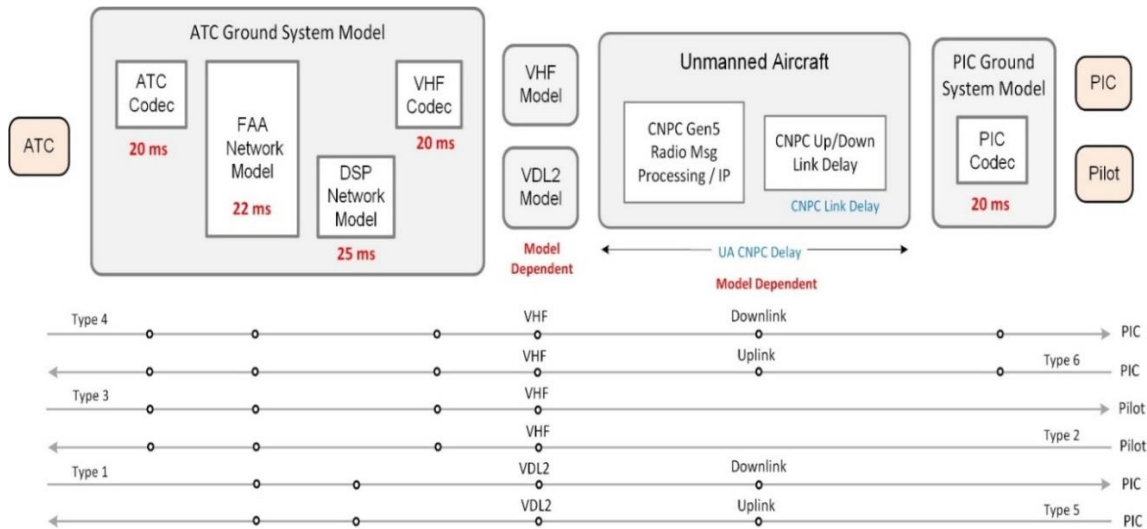 ATC Ground System Model
ATC
Codec
20 ms
FAA
Network
Model
22 ms
DSP
Network
Model
25 ms
VHF
Codec
20 ms
ATC
VHF
Model
VDL2
Model
Model
Dependent
Unmanned Aircraft
CNPC Gen5
Radio Msg
Processing / IP
CNPC Up/Down
Link Delay
CNPC Link Delay
UA CNPC Delay
Model Dependent
PIC Ground
System Model
PIC
Codec
20 ms
PIC
Pilot
Type 4 VHF Downlink PIC
VHF Uplink Type 6 PIC
Type 3 VHF Pilot
VHF Type 2 Pilot
Type 1 VDL2 Downlink PIC
VDL2 Uplink Type 5 PIC